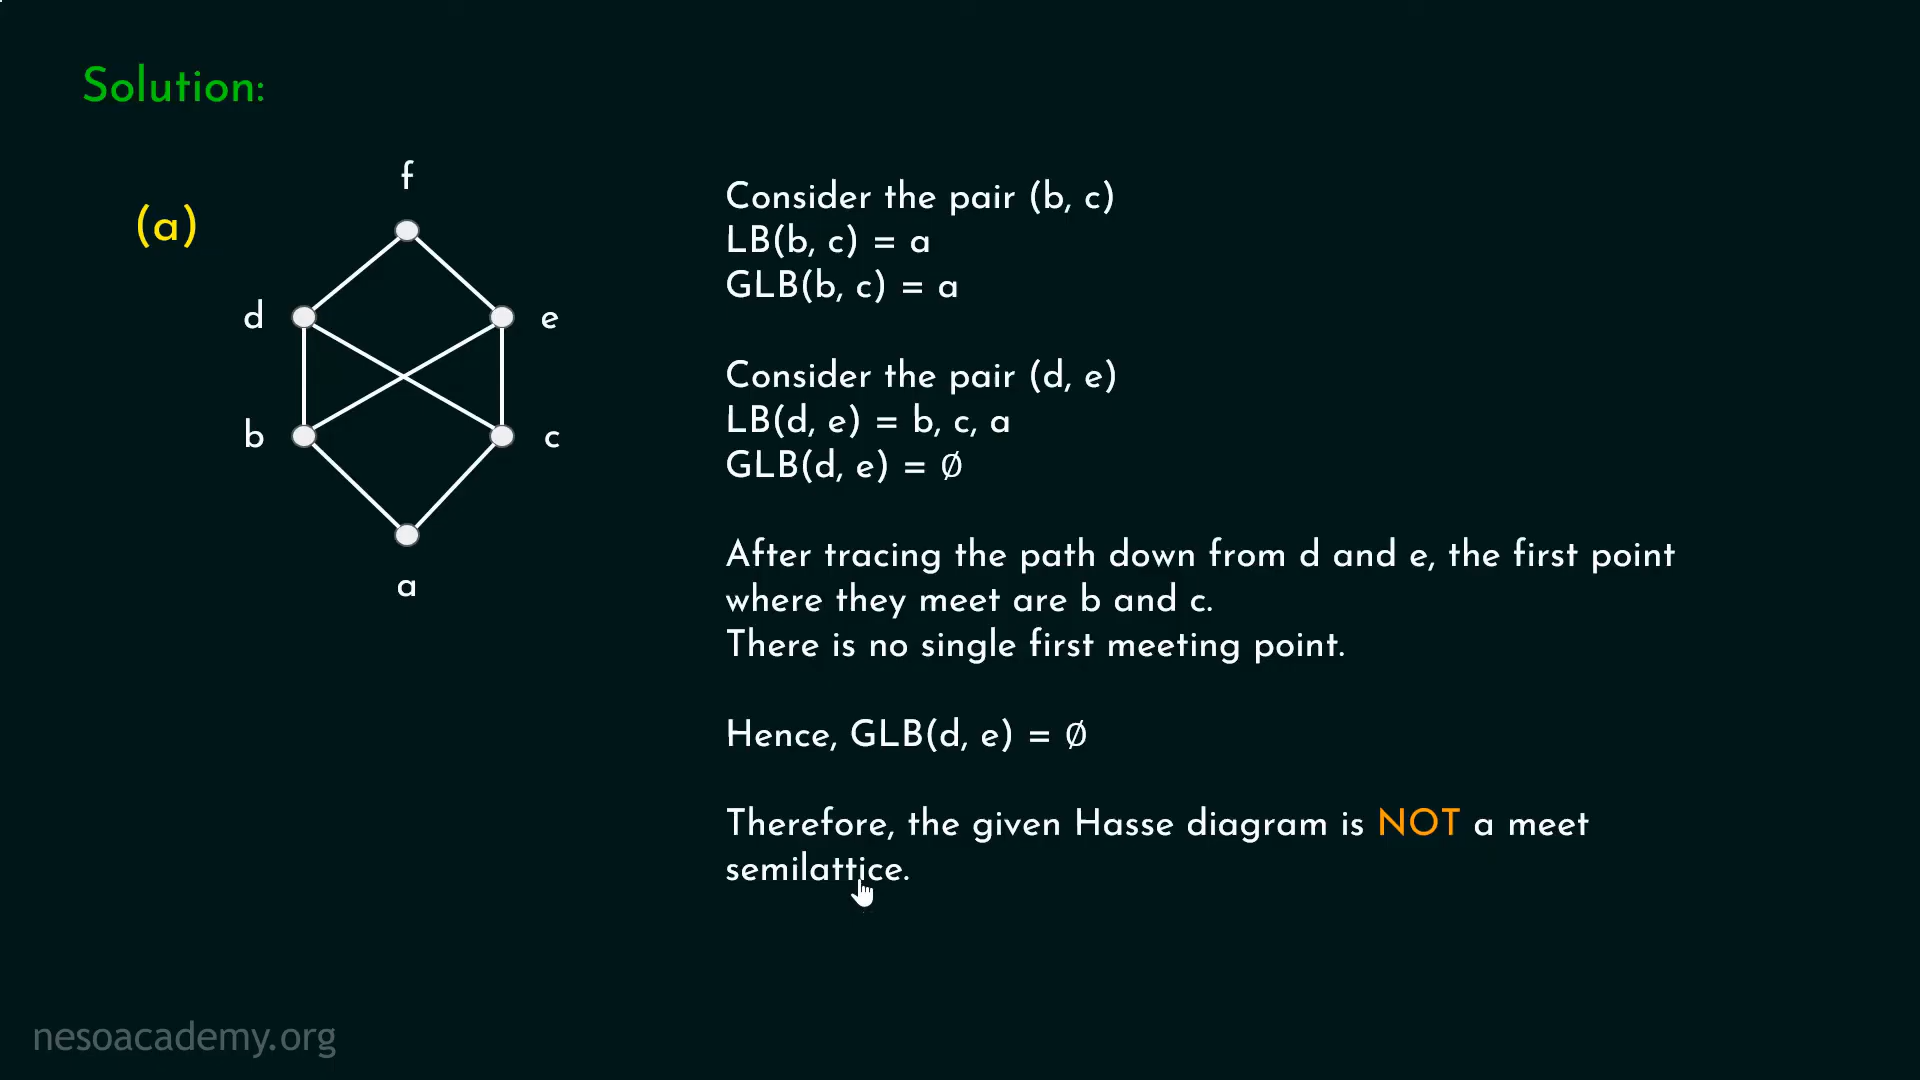 Solution:
(a)
f
d
e
b
c
a
Consider the pair (b, c)
LB(b, c) = a
GLB(b, c) = a
Consider the pair (d, e)
LB(d, e) = b, c, a
GLB(d, e) = ∅
After tracing the path down from d and e, the first point
where they meet are b and c.
There is no single first meeting point.
Hence, GLB(d, e) = ∅
Therefore, the given Hasse diagram is NOT a meet
semilattice.
nesoacademy.org